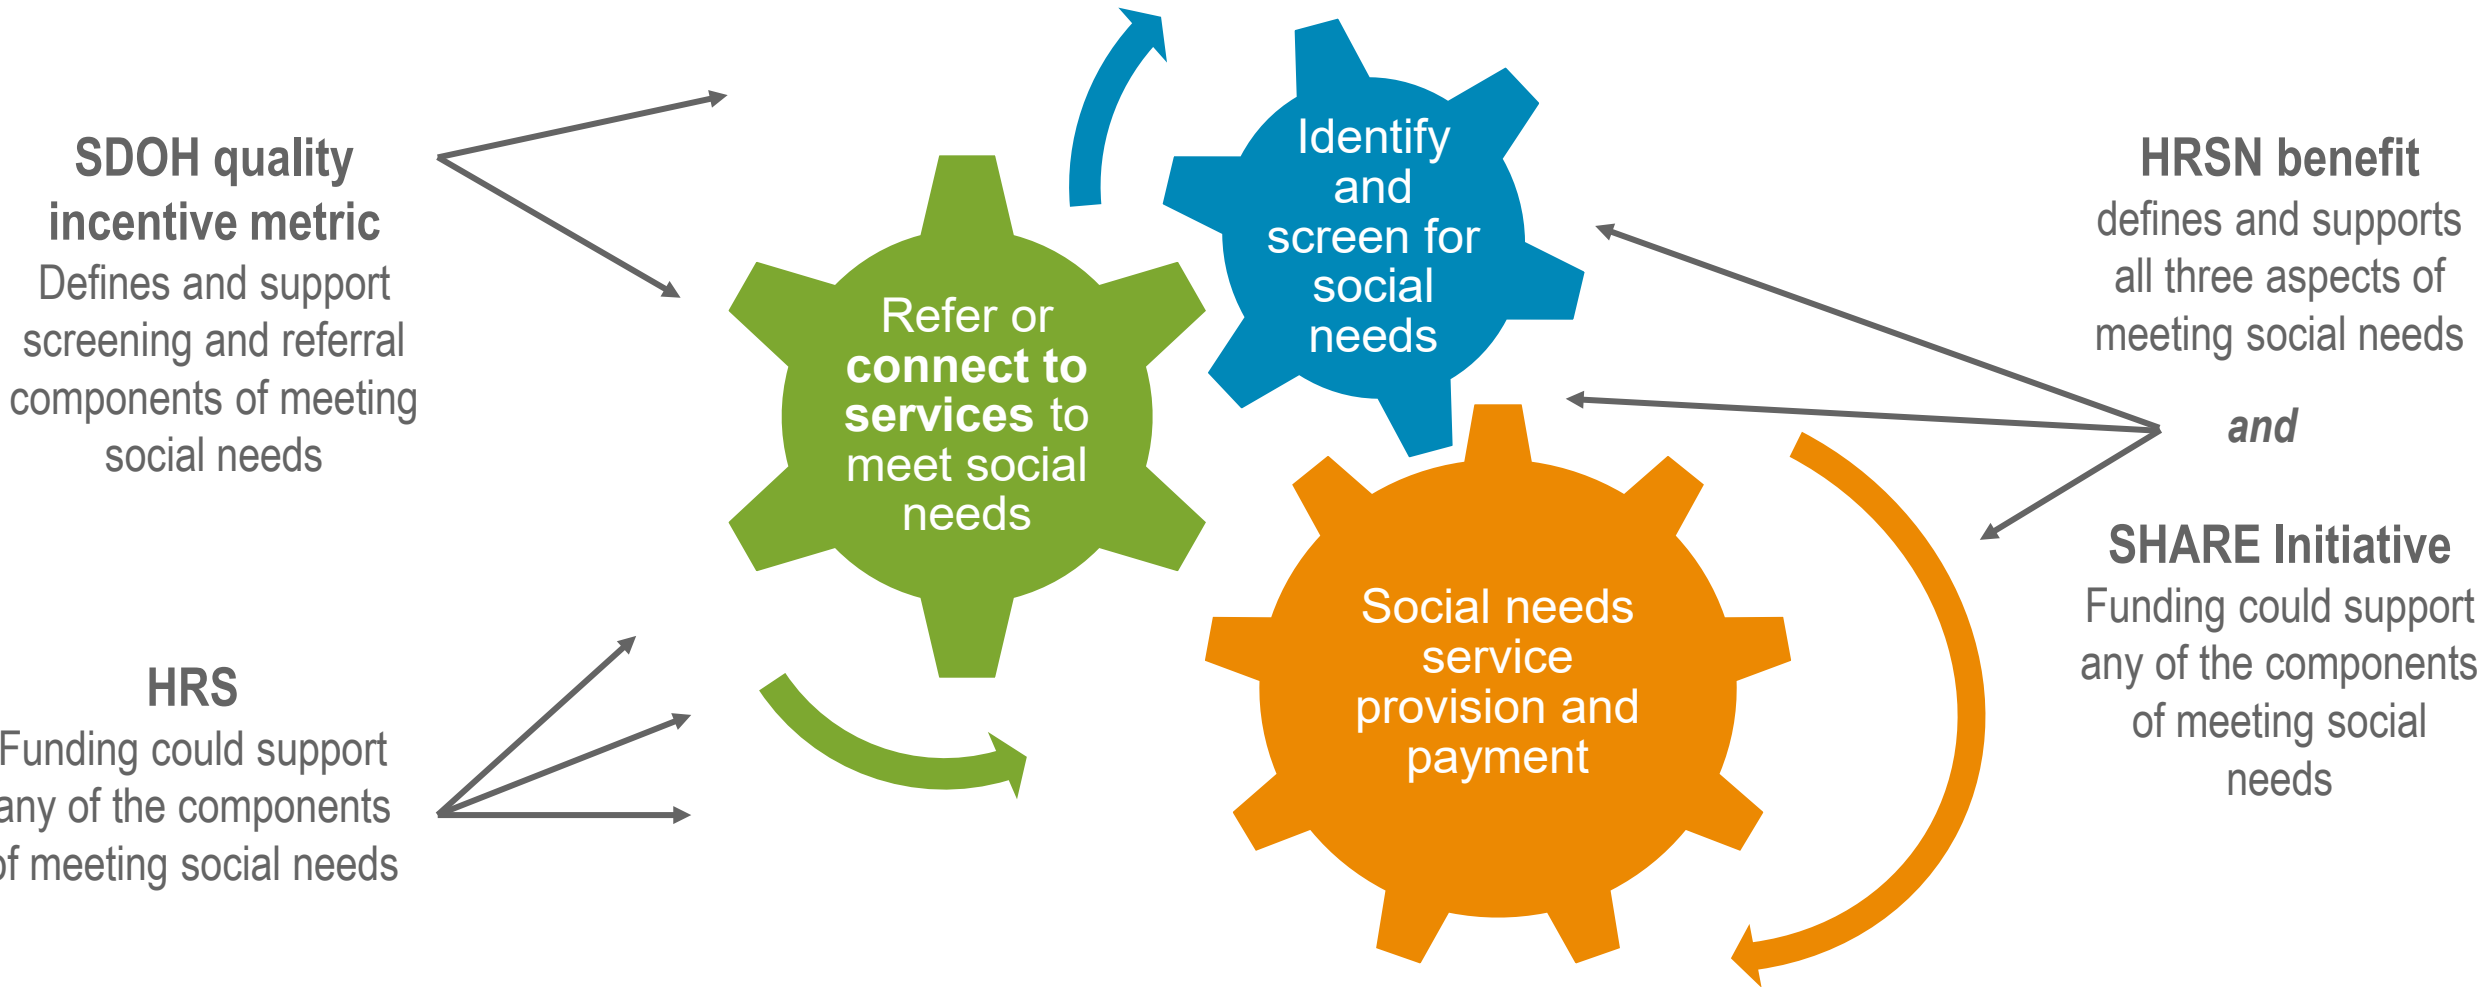 SDOH quality
incentive metric
Defines and support
screening and referral
components of meeting
social needs
HRS
Funding could support
any of the components
of meeting social needs
Refer or
connect to
services to
meet social
needs
Identify
and
screen for
social
needs
Social needs
service
provision and
payment
HRSN benefit
defines and supports
all three aspects of
meeting social needs
and
SHARE Initiative
Funding could support
any of the components
of meeting social
needs